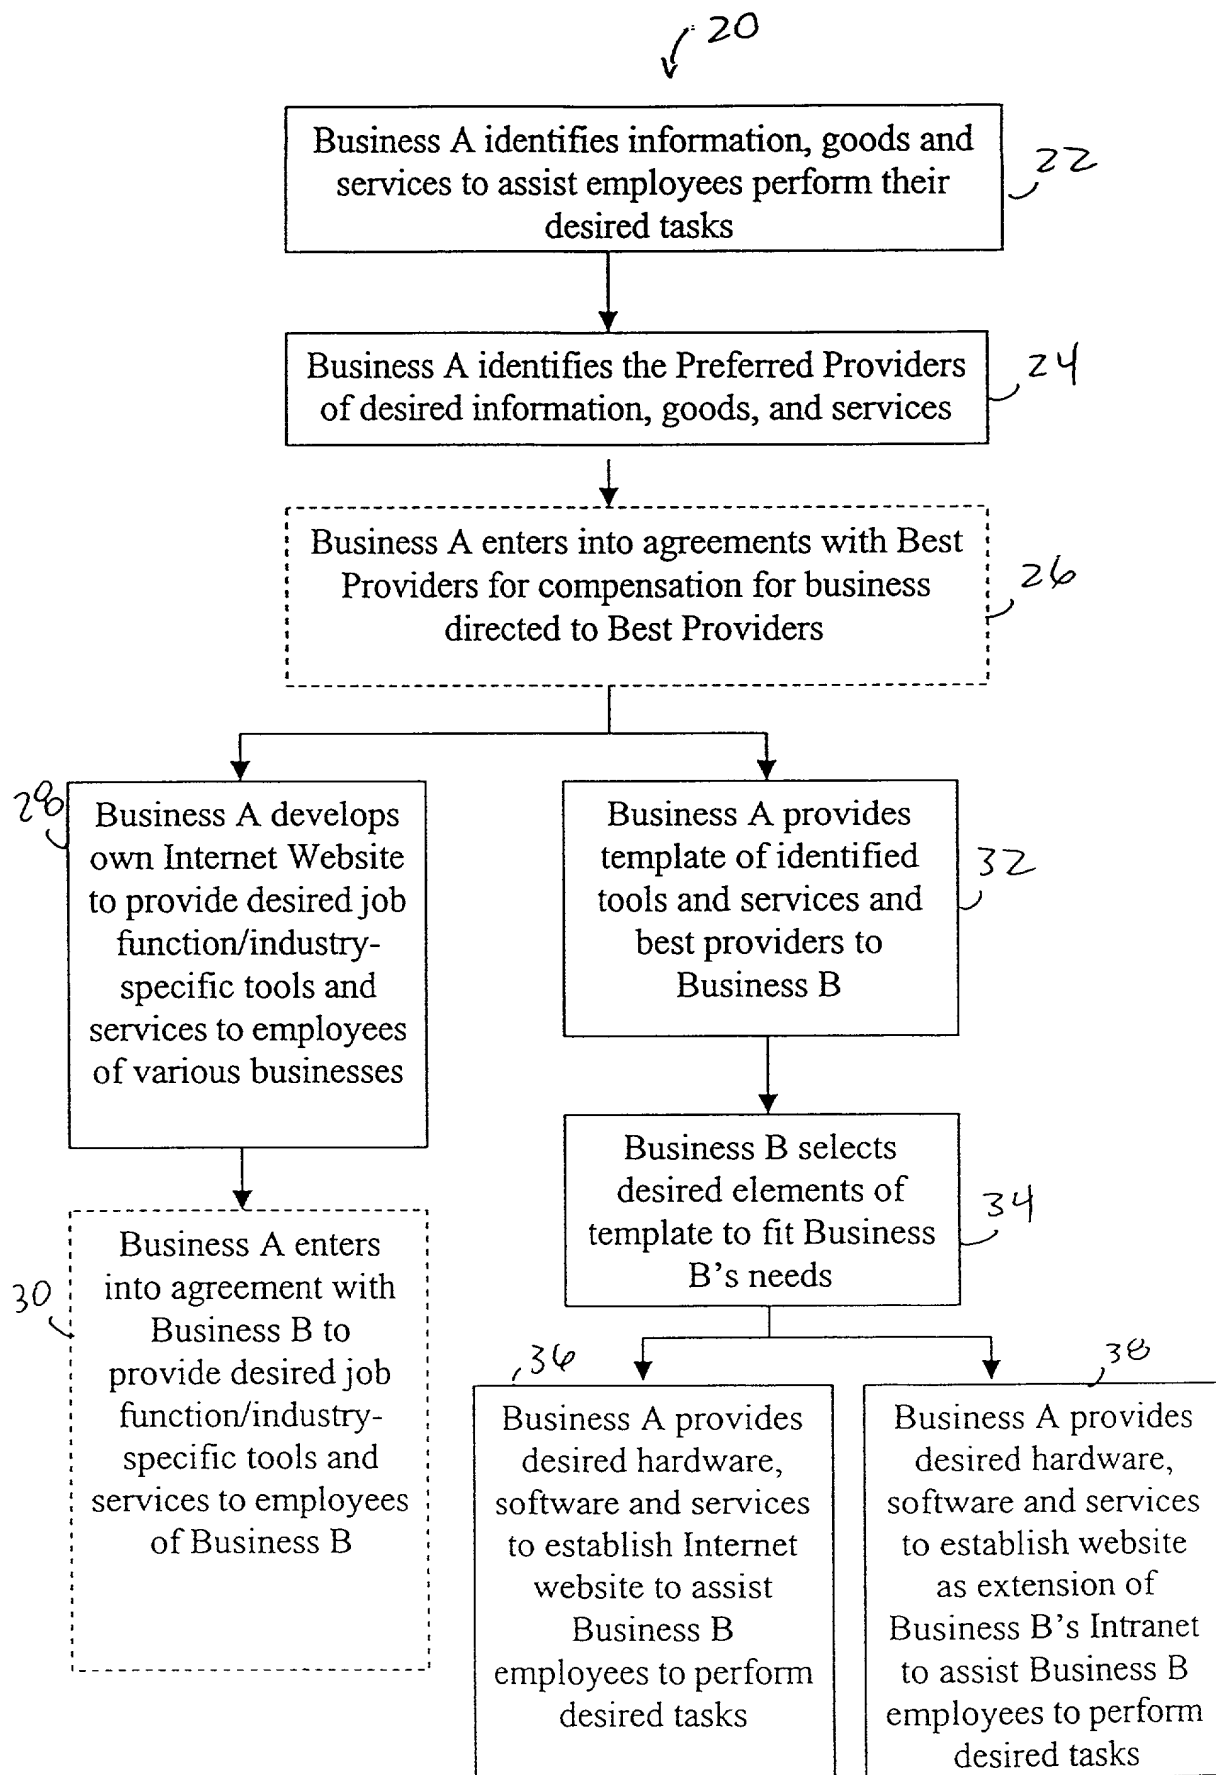 20
Business A identifies information, goods and
services to assist employees perform their
desired tasks
22
Business A identifies the Preferred Providers
of desired information, goods, and services
24
Business A enters into agreements with Best
Providers for compensation for business
directed to Best Providers
26
28
Business A develops
own Internet Website
to provide desired job
function/industry-
specific tools and
services to employees
of various businesses
Business A provides
template of identified
tools and services and
best providers to
Business B
32
30
Business A enters
into agreement with
Business B to
provide desired job
function/industry-
specific tools and
services to employees
of Business B
Business B selects
desired elements of
template to fit Business
B's needs
34
36
Business A provides
desired hardware,
software and services
to establish Internet
website to assist
Business B
employees to perform
desired tasks
38
Business A provides
desired hardware,
software and services
to establish website
as extension of
Business B's Intranet
to assist Business B
employees to perform
desired tasks